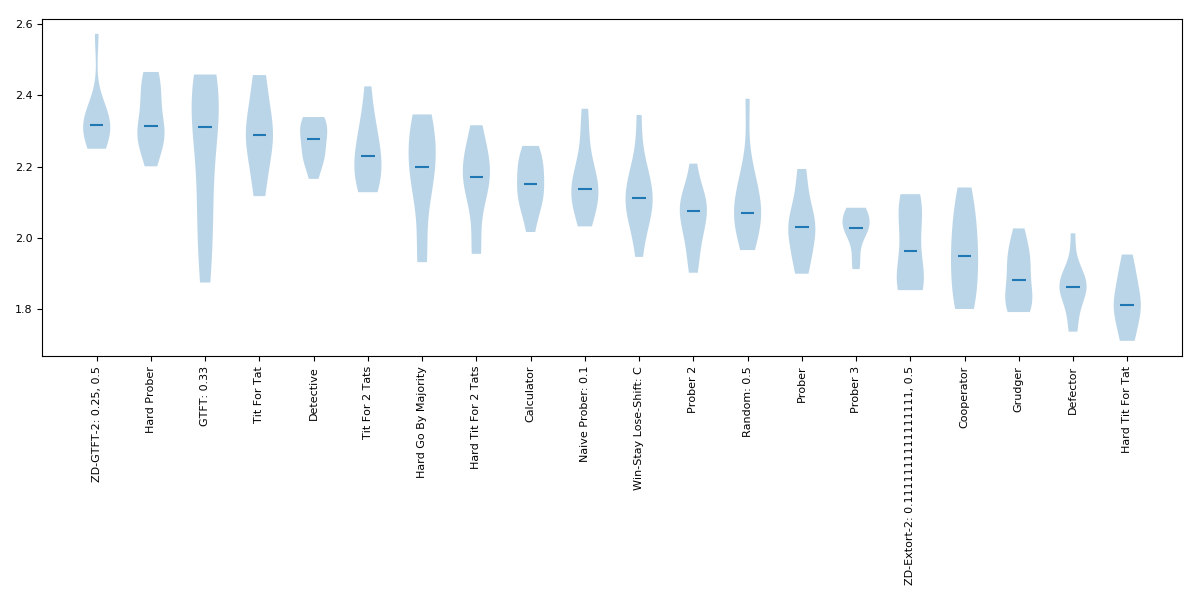 2.6
2.4
2.2
2.0
1.8
ZD-GTFT-2: 0.25, 0.5
Hard Prober
GTFT: 0.33
Tit For Tat
Detective
Tit For 2 Tats
Hard Go By Majority
Hard Tit For 2 Tats
Calculator
Naive Prober: 0.1
Win-Stay Lose-Shift: C
Prober 2
Random: 0.5
Prober
Prober 3
ZD-Extort-2: 0.1111111111111111, 0.5
Cooperator
Grudger
Defector
Hard Tit For Tat